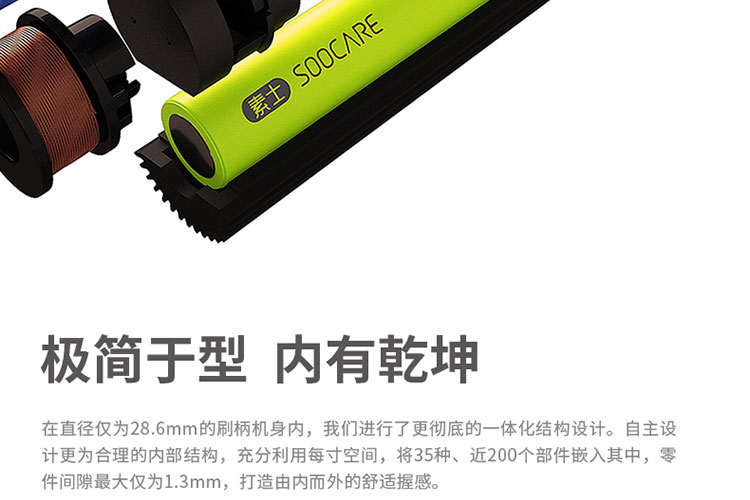 素士 SOOCARE
极简于型 内有乾坤
在直径仅为28.6mm的刷柄机身内，我们进行了更彻底的一体化结构设计。自主设
计更为合理的内部结构，充分利用每寸空间，将35种、近200个部件嵌入其中，零
件间隙最大仅为1.3mm，打造由内而外的舒适握感。